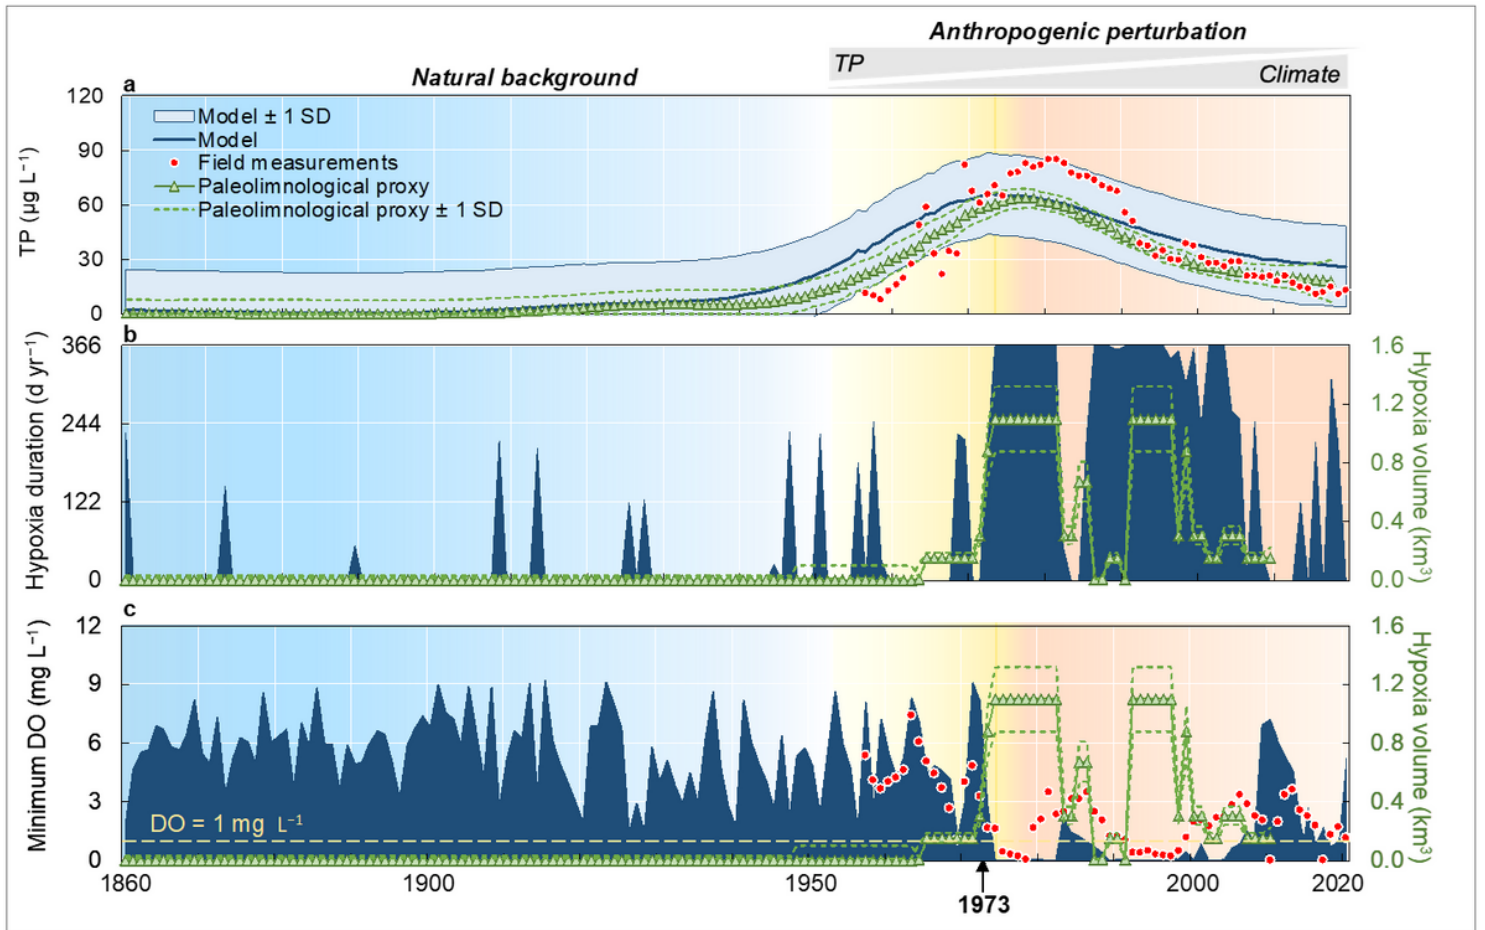 Anthropogenic perturbation
TP
Natural background
Climate
a
120
90
60
30
0
TP (µg L⁻¹)
Model ± 1 SD
Model
Field measurements
Paleolimnological proxy
Paleolimnological proxy ± 1 SD
b
366
244
122
0
Hypoxia duration (d yr⁻¹)
1.6
1.2
0.8
0.4
0.0
Hypoxia volume (km³)
c
12
9
6
3
0
Minimum DO (mg L⁻¹)
DO = 1 mg L⁻¹
1.6
1.2
0.8
0.4
0.0
Hypoxia volume (km³)
1860
1900
1950
2000
2020
1973